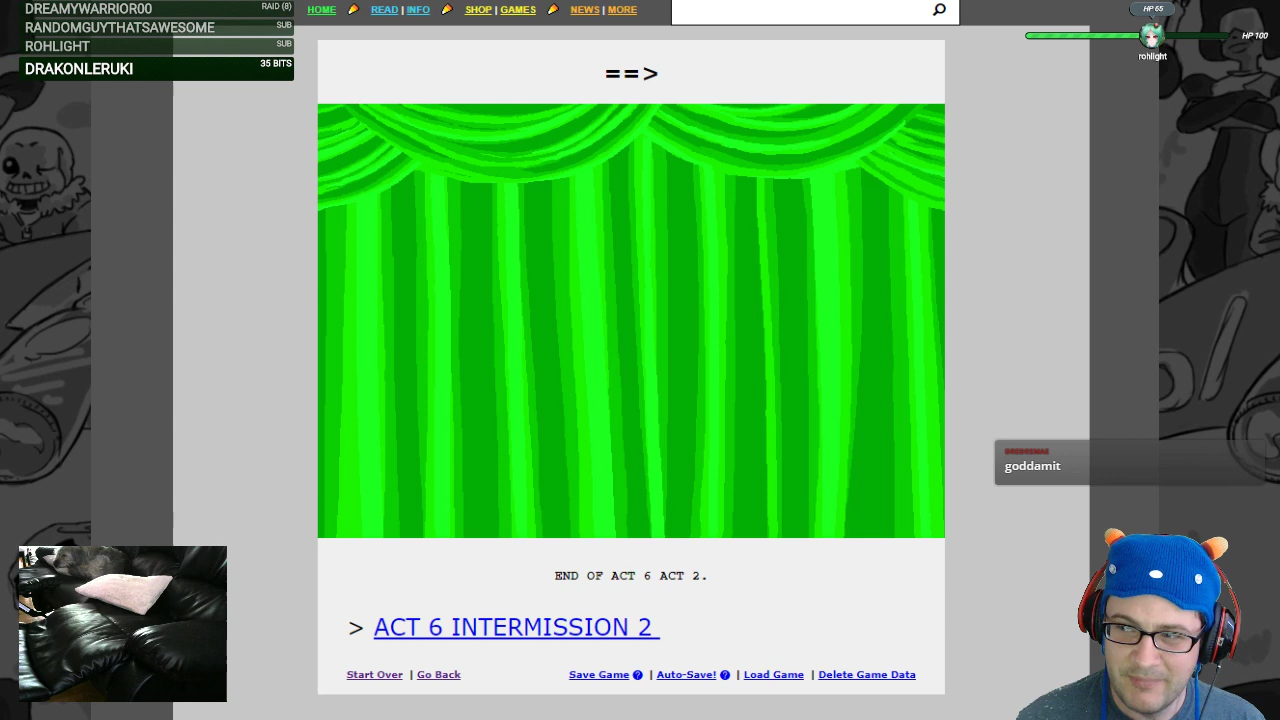 DREAMYWARRIOR00 RAID (8)
RANDOMGUYTHATSAWESOME SUB
ROHLIGHT SUB
DRAKONLERUKI 35 BITS
HOME READ | INFO SHOP | GAMES NEWS | MORE
HP 65
HP 100
rohlight
==>
goddamit
END OF ACT 6 ACT 2.
> ACT 6 INTERMISSION 2
Start Over | Go Back Save Game ? | Auto-Save! ? | Load Game | Delete Game Data